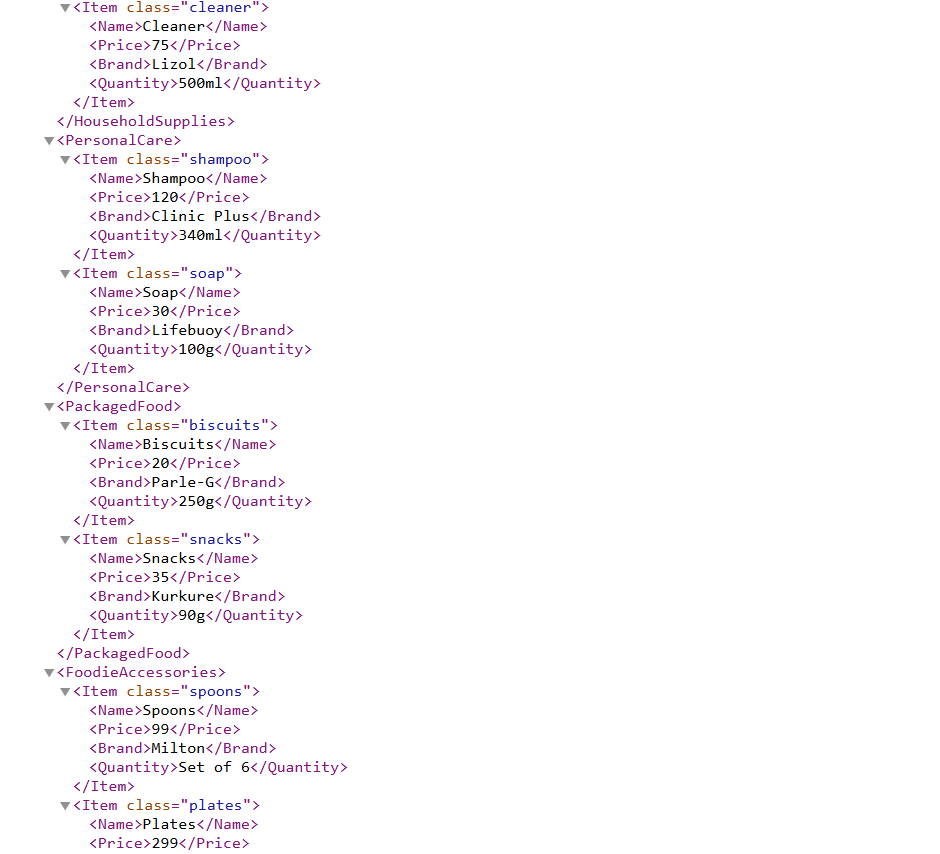 <Item class="cleaner">
<Name>Cleaner</Name>
<Price>75</Price>
<Brand>Lizol</Brand>
<Quantity>500ml</Quantity>
</Item>
</HouseholdSupplies>
<PersonalCare>
<Item class="shampoo">
<Name>Shampoo</Name>
<Price>120</Price>
<Brand>Clinic Plus</Brand>
<Quantity>340ml</Quantity>
</Item>
<Item class="soap">
<Name>Soap</Name>
<Price>30</Price>
<Brand>Lifebuoy</Brand>
<Quantity>100g</Quantity>
</Item>
</PersonalCare>
<PackagedFood>
<Item class="biscuits">
<Name>Biscuits</Name>
<Price>20</Price>
<Brand>Parle-G</Brand>
<Quantity>250g</Quantity>
</Item>
<Item class="snacks">
<Name>Snacks</Name>
<Price>35</Price>
<Brand>Kurkure</Brand>
<Quantity>90g</Quantity>
</Item>
</PackagedFood>
<FoodieAccessories>
<Item class="spoons">
<Name>Spoons</Name>
<Price>99</Price>
<Brand>Milton</Brand>
<Quantity>Set of 6</Quantity>
</Item>
<Item class="plates">
<Name>Plates</Name>
<Price>299</Price>